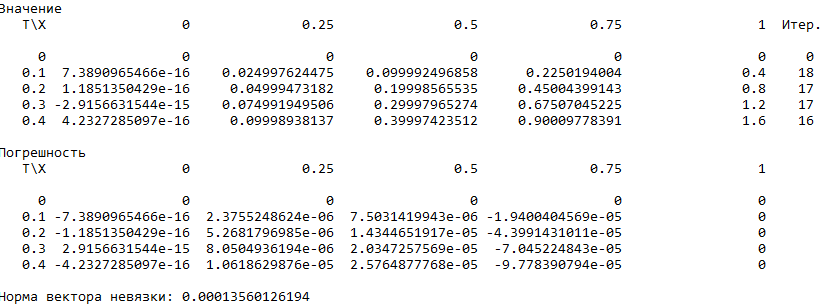 Значение
T\X 0 0.25 0.5 0.75 1 Итер.
0 0 0 0 0 0 0
0.1 7.3890965466e-16 0.024997624475 0.099992496858 0.2250194004 0.4 18
0.2 1.1851350429e-16 0.04999473182 0.19998565535 0.45004399143 0.8 17
0.3 -2.9156631544e-15 0.074991949506 0.29997965274 0.67507045225 1.2 17
0.4 4.2327285097e-16 0.09998938137 0.39997423512 0.90009778391 1.6 16
Погрешность
T\X 0 0.25 0.5 0.75 1
0 0 0 0 0 0
0.1 -7.3890965466e-16 2.3755248624e-06 7.5031419943e-06 -1.9400404569e-05 0
0.2 -1.1851350429e-16 5.2681796985e-06 1.4344651917e-05 -4.3991431011e-05 0
0.3 2.9156631544e-15 8.0504936194e-06 2.0347257569e-05 -7.045224843e-05 0
0.4 -4.2327285097e-16 1.0618629876e-05 2.5764877768e-05 -9.778390794e-05 0
Норма вектора невязки: 0.00013560126194